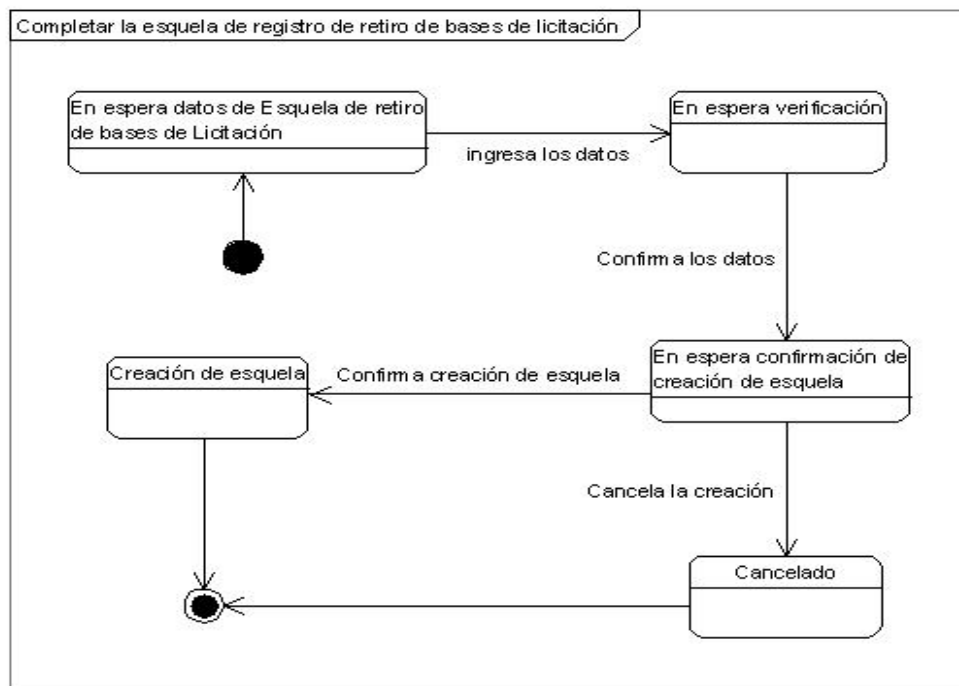 Completar la esquela de registro de retiro de bases de licitación
En espera datos de Esquela de retiro
de bases de Licitación
ingresa los datos
En espera verificación
Confirma los datos
En espera confirmación de
creación de esquela
Confirma creación de esquela
Creación de esquela
Cancela la creación
Cancelado